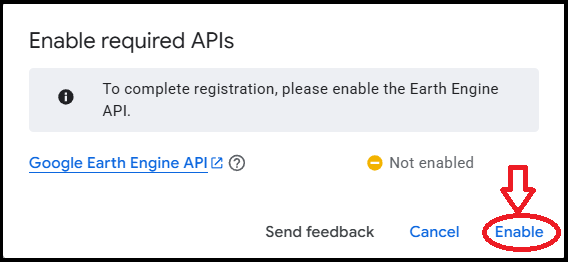 Enable required APIs
To complete registration, please enable the Earth Engine
API.
Google Earth Engine API Not enabled
Send feedback Cancel Enable